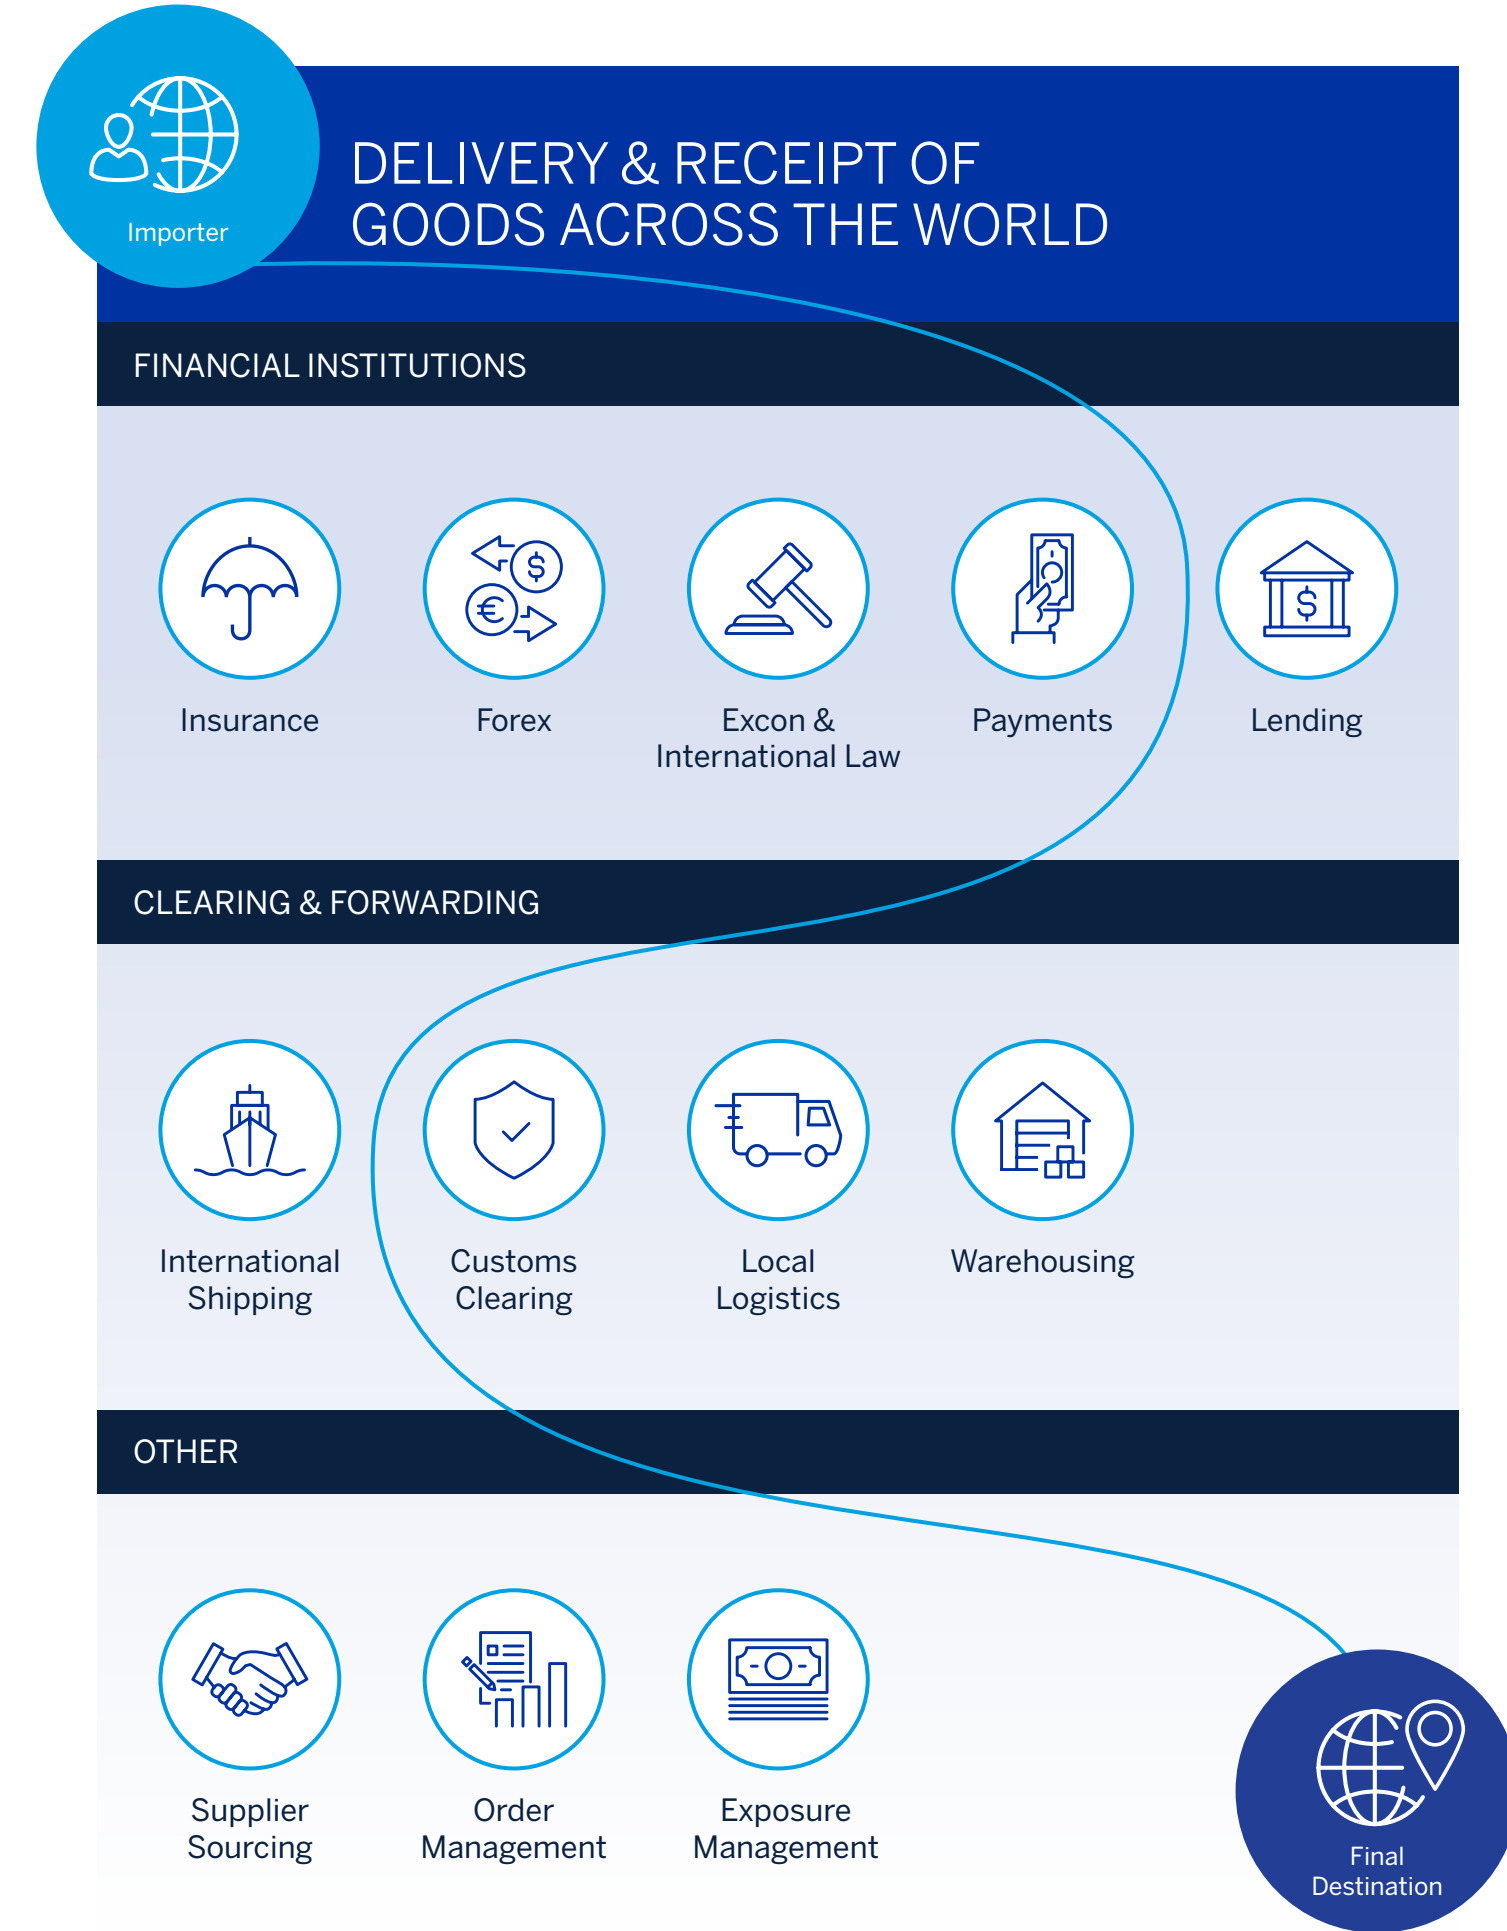 Importer
DELIVERY & RECEIPT OF
GOODS ACROSS THE WORLD
FINANCIAL INSTITUTIONS
$
€
$
Insurance
Forex
Excon &
International Law
Payments
Lending
CLEARING & FORWARDING
International
Shipping
Customs
Clearing
Local
Logistics
Warehousing
OTHER
Supplier
Sourcing
Order
Management
Exposure
Management
Final
Destination